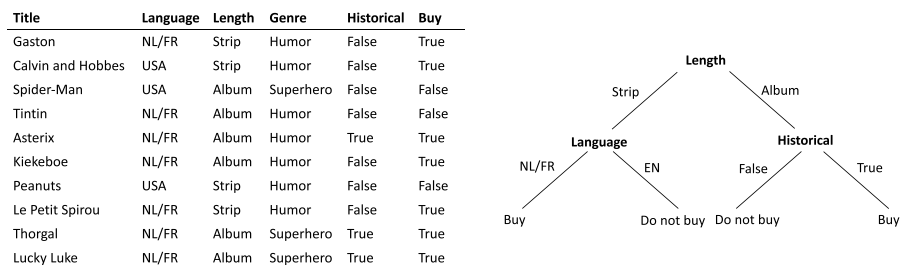 Title Language Length Genre Historical Buy
Gaston NL/FR Strip Humor False True
Calvin and Hobbes USA Strip Humor False True
Spider-Man USA Album Superhero False False
Tintin NL/FR Album Humor False False
Asterix NL/FR Album Humor True True
Kiekeboe NL/FR Album Humor False True
Peanuts USA Strip Humor False False
Le Petit Spirou NL/FR Strip Humor False True
Thorgal NL/FR Album Superhero True True
Lucky Luke NL/FR Album Superhero True True
Length
Strip Album
Language Historical
NL/FR EN False True
Buy Do not buy Do not buy Buy